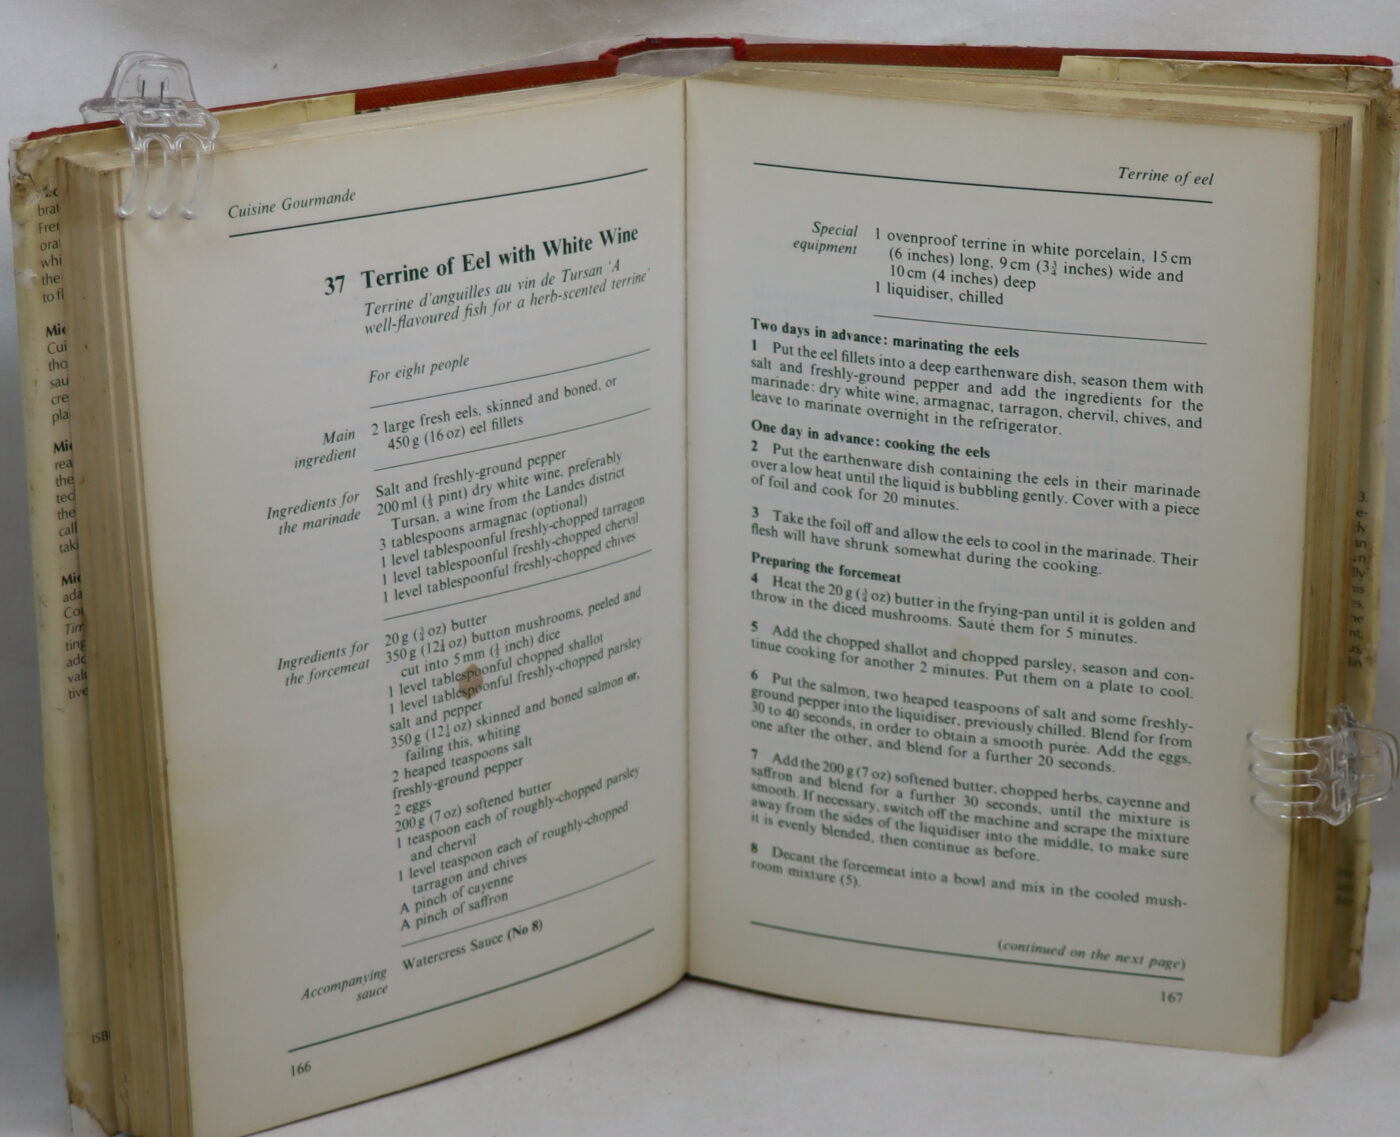 Cuisine Gourmande
37 Terrine of Eel with White Wine
Terrine d'anguilles au vin de Tursan 'A
well-flavoured fish for a herb-scented terrine'
For eight people
Main
ingredient
2 large fresh eels, skinned and boned, or
450 g (16 oz) eel fillets
Ingredients for
the marinade
Salt and freshly-ground pepper
200 ml (⅓ pint) dry white wine, preferably
Tursan, a wine from the Landes district
3 tablespoons armagnac (optional)
1 level tablespoonful freshly-chopped tarragon
1 level tablespoonful freshly-chopped chervil
1 level tablespoonful freshly-chopped chives
Ingredients for
the forcemeat
20 g (¾ oz) butter
350 g (12¼ oz) button mushrooms, peeled and
cut into 5 mm (¼ inch) dice
1 level tablespoonful chopped shallot
1 level tablespoonful freshly-chopped parsley
salt and pepper
350 g (12¼ oz) skinned and boned salmon or,
failing this, whiting
2 heaped teaspoons salt
freshly-ground pepper
2 eggs
200 g (7 oz) softened butter
1 teaspoon each of roughly-chopped parsley
and chervil
1 level teaspoon each of roughly-chopped
tarragon and chives
A pinch of cayenne
A pinch of saffron
Accompanying
sauce
Watercress Sauce (No 8)
166
Terrine of eel
Special
equipment
1 ovenproof terrine in white porcelain, 15 cm
(6 inches) long, 9 cm (3¾ inches) wide and
10 cm (4 inches) deep
1 liquidiser, chilled
Two days in advance: marinating the eels
1 Put the eel fillets into a deep earthenware dish, season them with
salt and freshly-ground pepper and add the ingredients for the
marinade: dry white wine, armagnac, tarragon, chervil, chives, and
leave to marinate overnight in the refrigerator.
One day in advance: cooking the eels
2 Put the earthenware dish containing the eels in their marinade
over a low heat until the liquid is bubbling gently. Cover with a piece
of foil and cook for 20 minutes.
3 Take the foil off and allow the eels to cool in the marinade. Their
flesh will have shrunk somewhat during the cooking.
Preparing the forcemeat
4 Heat the 20 g (¾ oz) butter in the frying-pan until it is golden and
throw in the diced mushrooms. Sauté them for 5 minutes.
5 Add the chopped shallot and chopped parsley, season and con-
tinue cooking for another 2 minutes. Put them on a plate to cool.
6 Put the salmon, two heaped teaspoons of salt and some freshly-
ground pepper into the liquidiser, previously chilled. Blend for from
30 to 40 seconds, in order to obtain a smooth purée. Add the eggs,
one after the other, and blend for a further 20 seconds.
7 Add the 200 g (7 oz) softened butter, chopped herbs, cayenne and
saffron and blend for a further 30 seconds, until the mixture is
smooth. If necessary, switch off the machine and scrape the mixture
away from the sides of the liquidiser into the middle, to make sure
it is evenly blended, then continue as before.
8 Decant the forcemeat into a bowl and mix in the cooled mush-
room mixture (5).
(continued on the next page)
167